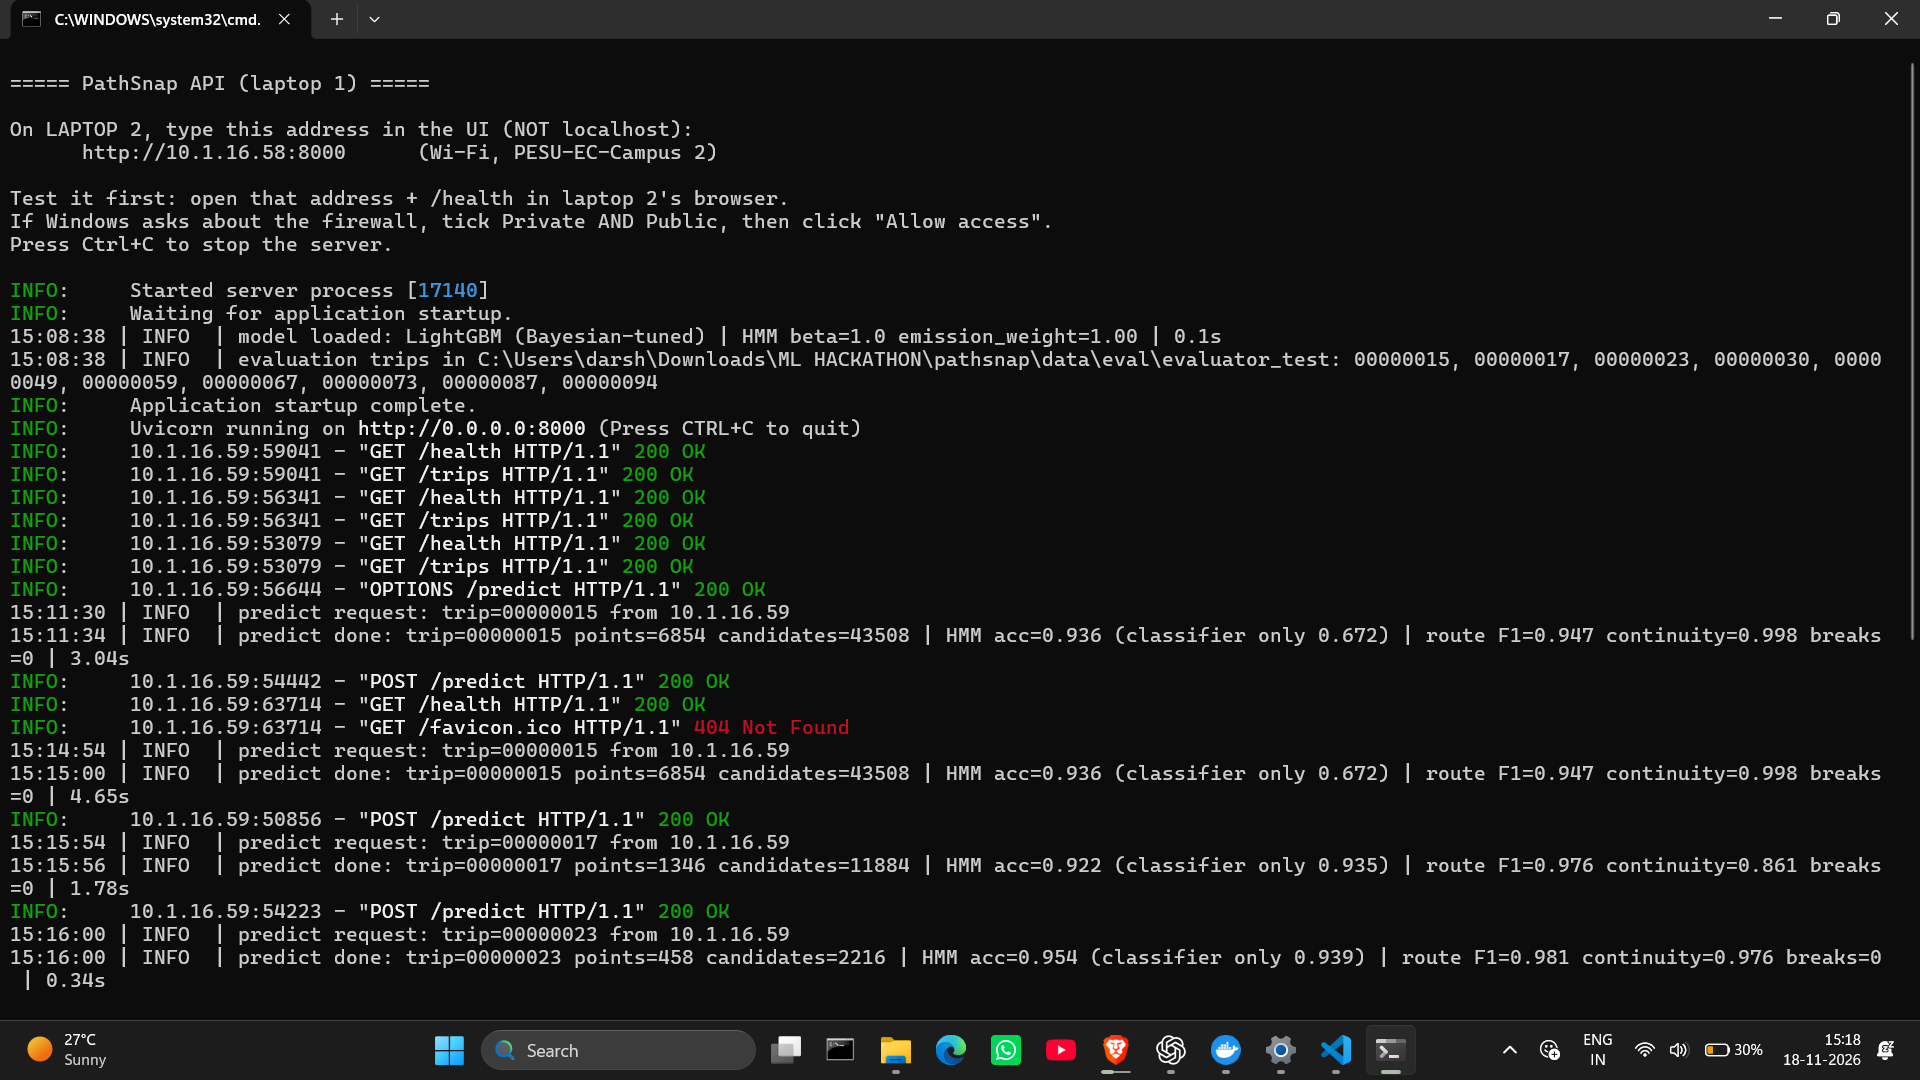 C:\WINDOWS\system32\cmd.
===== PathSnap API (laptop 1) =====
On LAPTOP 2, type this address in the UI (NOT localhost):
http://10.1.16.58:8000 (Wi-Fi, PESU-EC-Campus 2)
Test it first: open that address + /health in laptop 2's browser.
If Windows asks about the firewall, tick Private AND Public, then click "Allow access".
Press Ctrl+C to stop the server.
INFO: Started server process [17140]
INFO: Waiting for application startup.
15:08:38 | INFO | model loaded: LightGBM (Bayesian-tuned) | HMM beta=1.0 emission_weight=1.00 | 0.1s
15:08:38 | INFO | evaluation trips in C:\Users\darsh\Downloads\ML HACKATHON\pathsnap\data\eval\evaluator_test: 00000015, 00000017, 00000023, 00000030, 0000
0049, 00000059, 00000067, 00000073, 00000087, 00000094
INFO: Application startup complete.
INFO: Uvicorn running on http://0.0.0.0:8000 (Press CTRL+C to quit)
INFO: 10.1.16.59:59041 - "GET /health HTTP/1.1" 200 OK
INFO: 10.1.16.59:59041 - "GET /trips HTTP/1.1" 200 OK
INFO: 10.1.16.59:56341 - "GET /health HTTP/1.1" 200 OK
INFO: 10.1.16.59:56341 - "GET /trips HTTP/1.1" 200 OK
INFO: 10.1.16.59:53079 - "GET /health HTTP/1.1" 200 OK
INFO: 10.1.16.59:53079 - "GET /trips HTTP/1.1" 200 OK
INFO: 10.1.16.59:56644 - "OPTIONS /predict HTTP/1.1" 200 OK
15:11:30 | INFO | predict request: trip=00000015 from 10.1.16.59
15:11:34 | INFO | predict done: trip=00000015 points=6854 candidates=43508 | HMM acc=0.936 (classifier only 0.672) | route F1=0.947 continuity=0.998 breaks
=0 | 3.04s
INFO: 10.1.16.59:54442 - "POST /predict HTTP/1.1" 200 OK
INFO: 10.1.16.59:63714 - "GET /health HTTP/1.1" 200 OK
INFO: 10.1.16.59:63714 - "GET /favicon.ico HTTP/1.1" 404 Not Found
15:14:54 | INFO | predict request: trip=00000015 from 10.1.16.59
15:15:00 | INFO | predict done: trip=00000015 points=6854 candidates=43508 | HMM acc=0.936 (classifier only 0.672) | route F1=0.947 continuity=0.998 breaks
=0 | 4.65s
INFO: 10.1.16.59:50856 - "POST /predict HTTP/1.1" 200 OK
15:15:54 | INFO | predict request: trip=00000017 from 10.1.16.59
15:15:56 | INFO | predict done: trip=00000017 points=1346 candidates=11884 | HMM acc=0.922 (classifier only 0.935) | route F1=0.976 continuity=0.861 breaks
=0 | 1.78s
INFO: 10.1.16.59:54223 - "POST /predict HTTP/1.1" 200 OK
15:16:00 | INFO | predict request: trip=00000023 from 10.1.16.59
15:16:00 | INFO | predict done: trip=00000023 points=458 candidates=2216 | HMM acc=0.954 (classifier only 0.939) | route F1=0.981 continuity=0.976 breaks=0
| 0.34s
27°C
Sunny
Search
ENG
IN
30%
15:18
18-11-2026